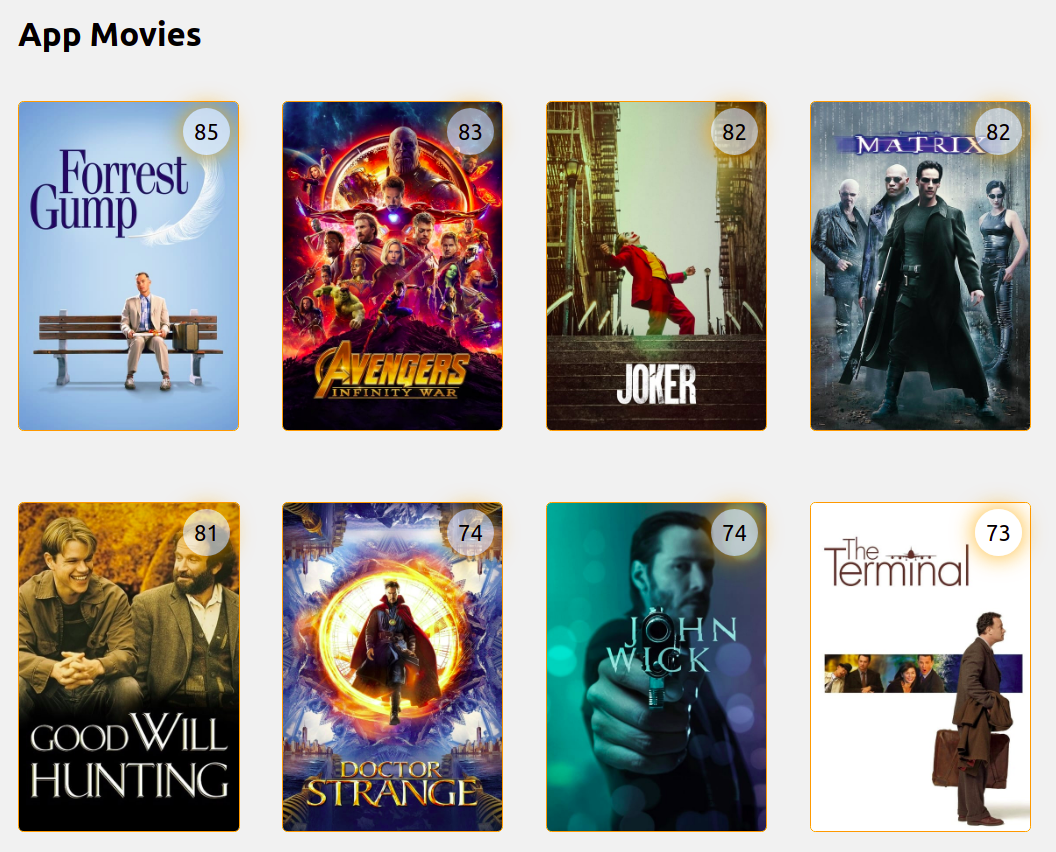 App Movies
85
Forrest
Gump
83
AVENGERS
INFINITY WAR
82
JOKER
82
THE
MATRIX
81
GOOD WILL
HUNTING
74
DOCTOR
STRANGE
74
JOHN
WICK
73
The
Terminal